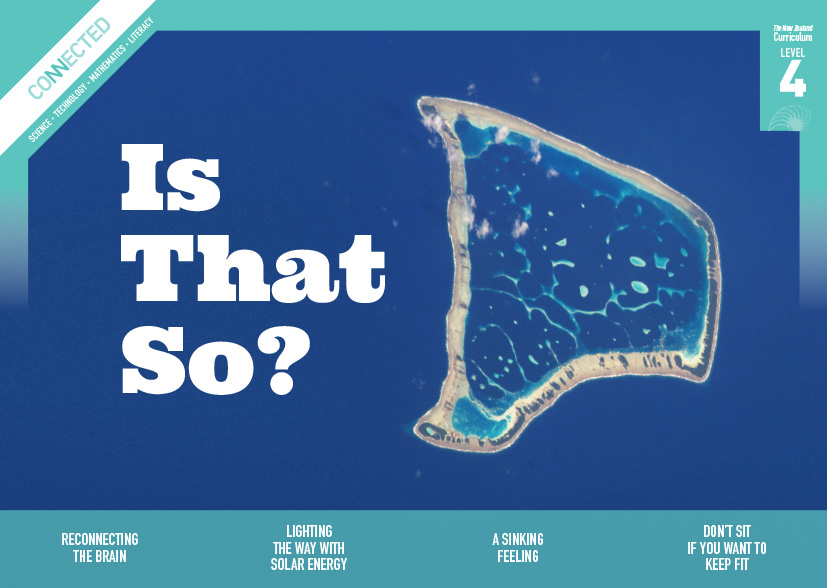 CONNECTED
SCIENCE • TECHNOLOGY • MATHEMATICS • LITERACY
The New Zealand
Curriculum
LEVEL
4
Is
That
So?
RECONNECTING
THE BRAIN
LIGHTING
THE WAY WITH
SOLAR ENERGY
A SINKING
FEELING
DON'T SIT
IF YOU WANT TO
KEEP FIT